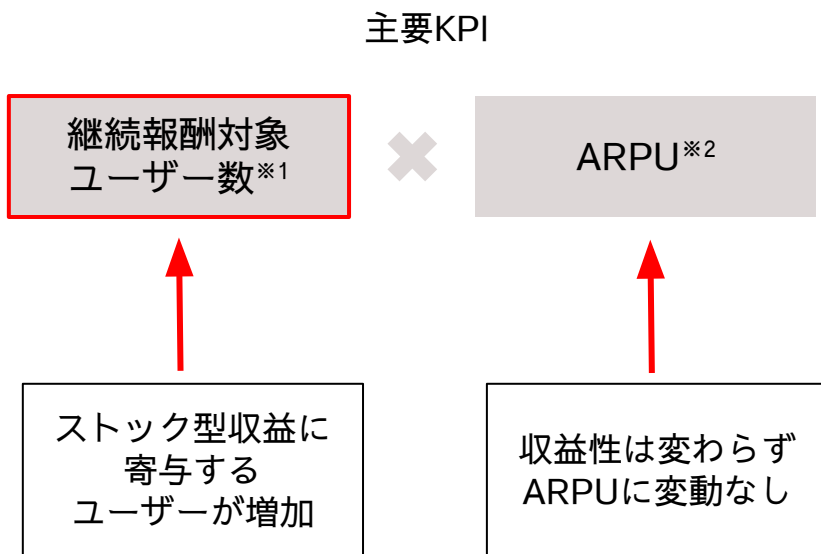 主要KPI
継続報酬対象
ユーザー数※1
ARPU※2
ストック型収益に
寄与する
ユーザーが増加
収益性は変わらず
ARPUに変動なし